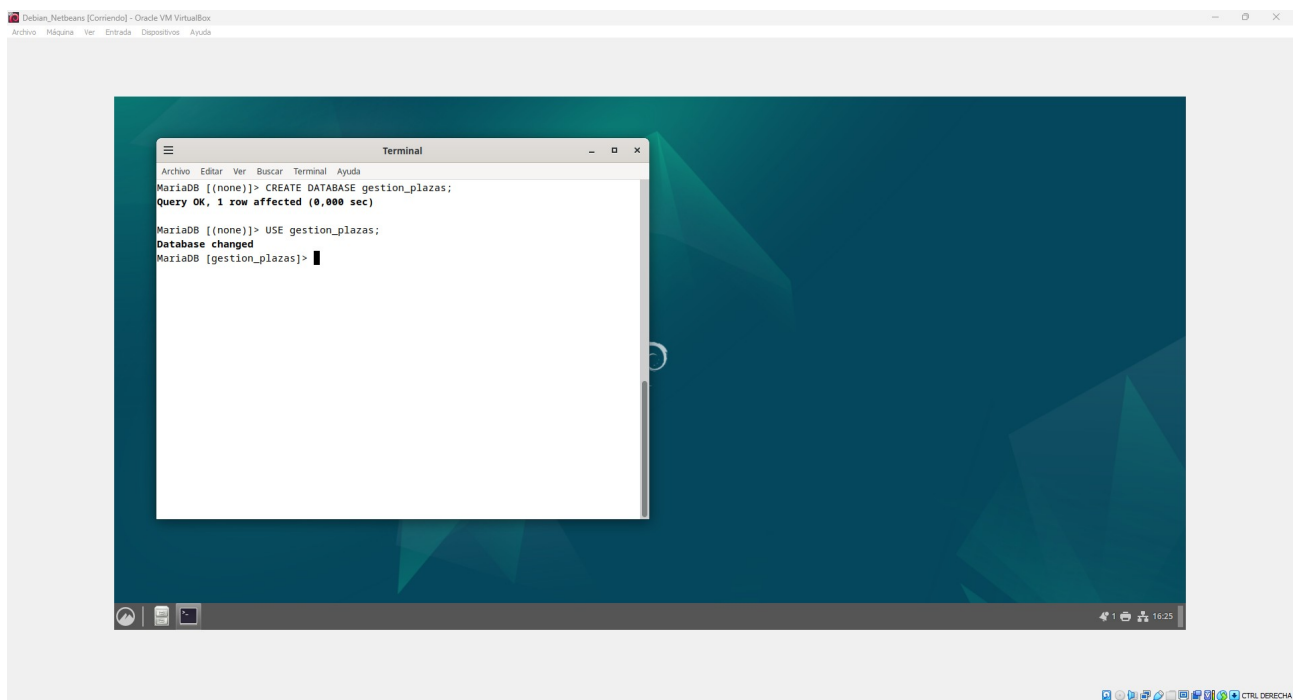 Debian_Netbeans [Corriendo] - Oracle VM VirtualBox
Archivo Máquina Ver Entrada Dispositivos Ayuda
Terminal
Archivo Editar Ver Buscar Terminal Ayuda
MariaDB [(none)]> CREATE DATABASE gestion_plazas;
Query OK, 1 row affected (0,000 sec)
MariaDB [(none)]> USE gestion_plazas;
Database changed
MariaDB [gestion_plazas]>
1 16:25
CTRL DERECHA